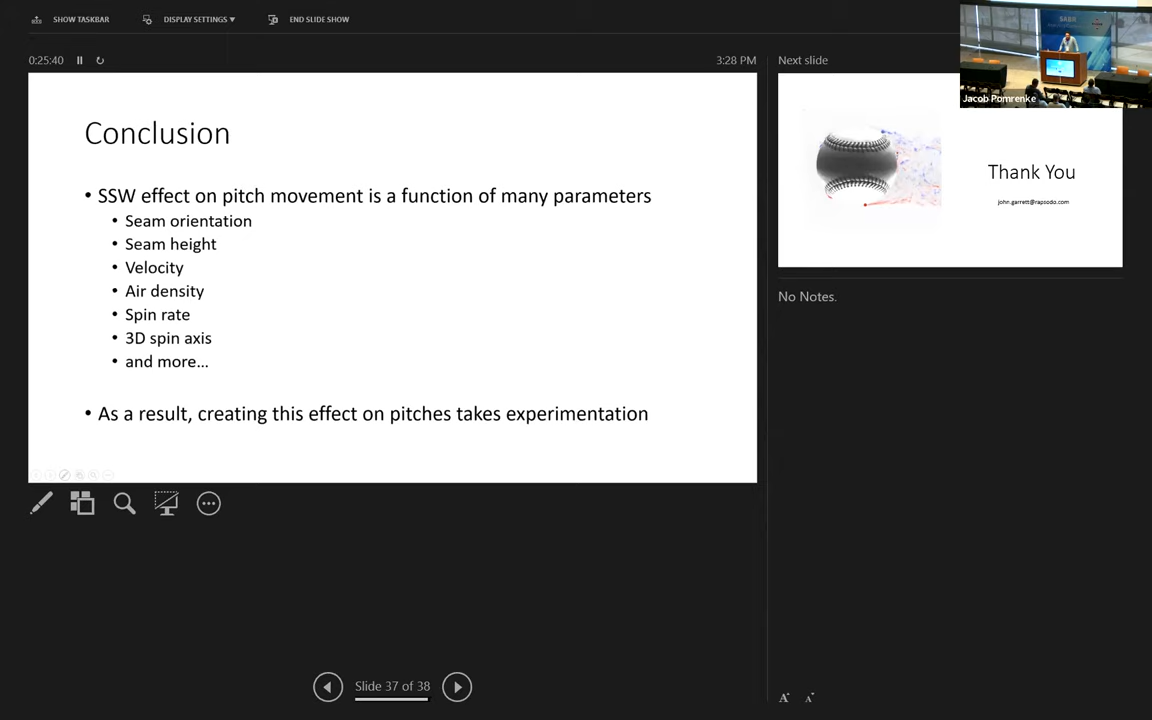 SHOW TASKBAR
DISPLAY SETTINGS ▼
END SLIDE SHOW
0:25:40
3:28 PM
Conclusion
• SSW effect on pitch movement is a function of many parameters
• Seam orientation
• Seam height
• Velocity
• Air density
• Spin rate
• 3D spin axis
• and more...
• As a result, creating this effect on pitches takes experimentation
Slide 37 of 38
Next slide
Thank You
john.garrett@rapsodo.com
No Notes.
A
A
SABR
Jacob Pomrenke